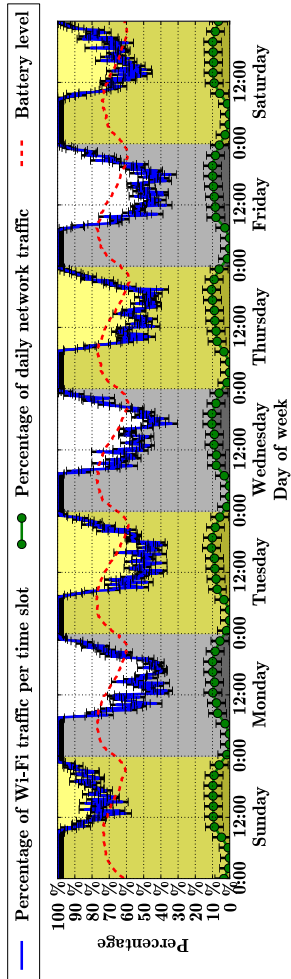 Percentage of Wi-Fi traffic per time slot
Percentage of daily network traffic
Battery level
100 %
90 %
80 %
70 %
60 %
50 %
40 %
30 %
20 %
10 %
0 %
Percentage
0:00 12:00 0:00 12:00 0:00 12:00 0:00 12:00 0:00 12:00 0:00 12:00 0:00 12:00
Sunday Monday Tuesday Wednesday Thursday Friday Saturday
Day of week